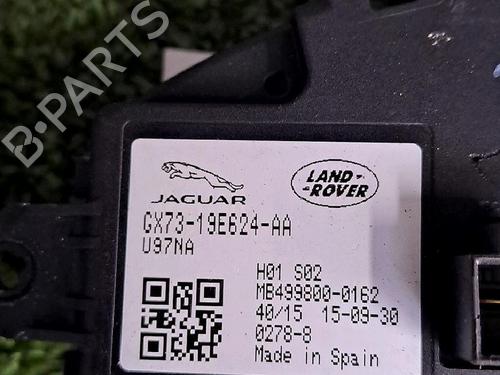 B-PARTS
JAGUAR
LAND
ROVER
GX73-19E624-AA
U97NA
H01 S02
MB499800-0162
40/15 15-09-30
0278-8
Made in Spain